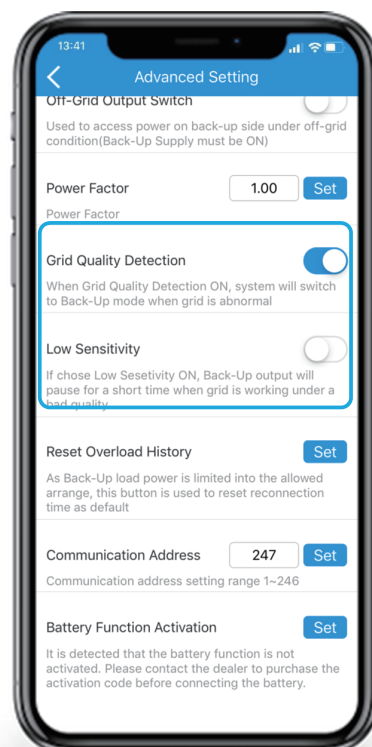 13:41
Advanced Setting
Off-Grid Output Switch
Used to access power on back-up side under off-grid
condition(Back-Up Supply must be ON)
Power Factor
1.00
Set
Power Factor
Grid Quality Detection
When Grid Quality Detection ON, system will switch
to Back-Up mode when grid is abnormal
Low Sensitivity
If chose Low Sesetivity ON, Back-Up output will
pause for a short time when grid is working under a
bad quality
Reset Overload History
Set
As Back-Up load power is limited into the allowed
arrange, this button is used to reset reconnection
time as default
Communication Address
247
Set
Communication address setting range 1~246
Battery Function Activation
Set
It is detected that the battery function is not
activated. Please contact the dealer to purchase the
activation code before connecting the battery.